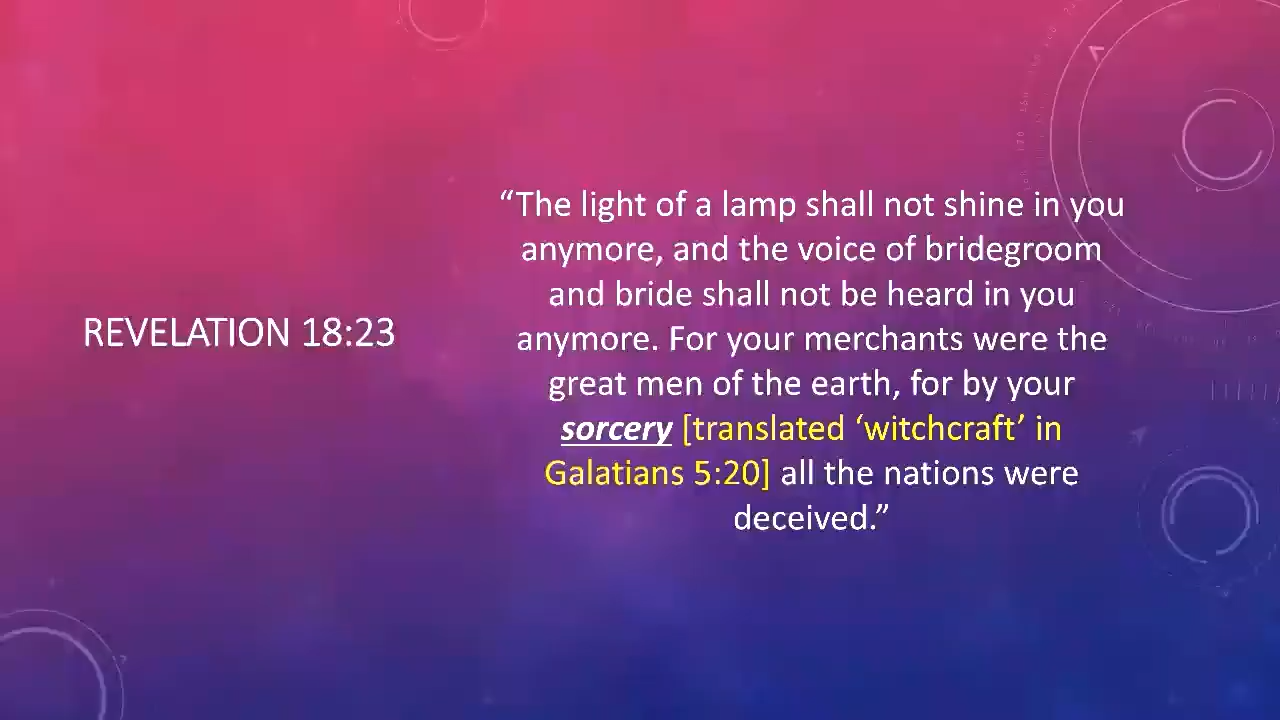 REVELATION 18:23
“The light of a lamp shall not shine in you
anymore, and the voice of bridegroom
and bride shall not be heard in you
anymore. For your merchants were the
great men of the earth, for by your
sorcery [translated ‘witchcraft’ in
Galatians 5:20] all the nations were
deceived.”